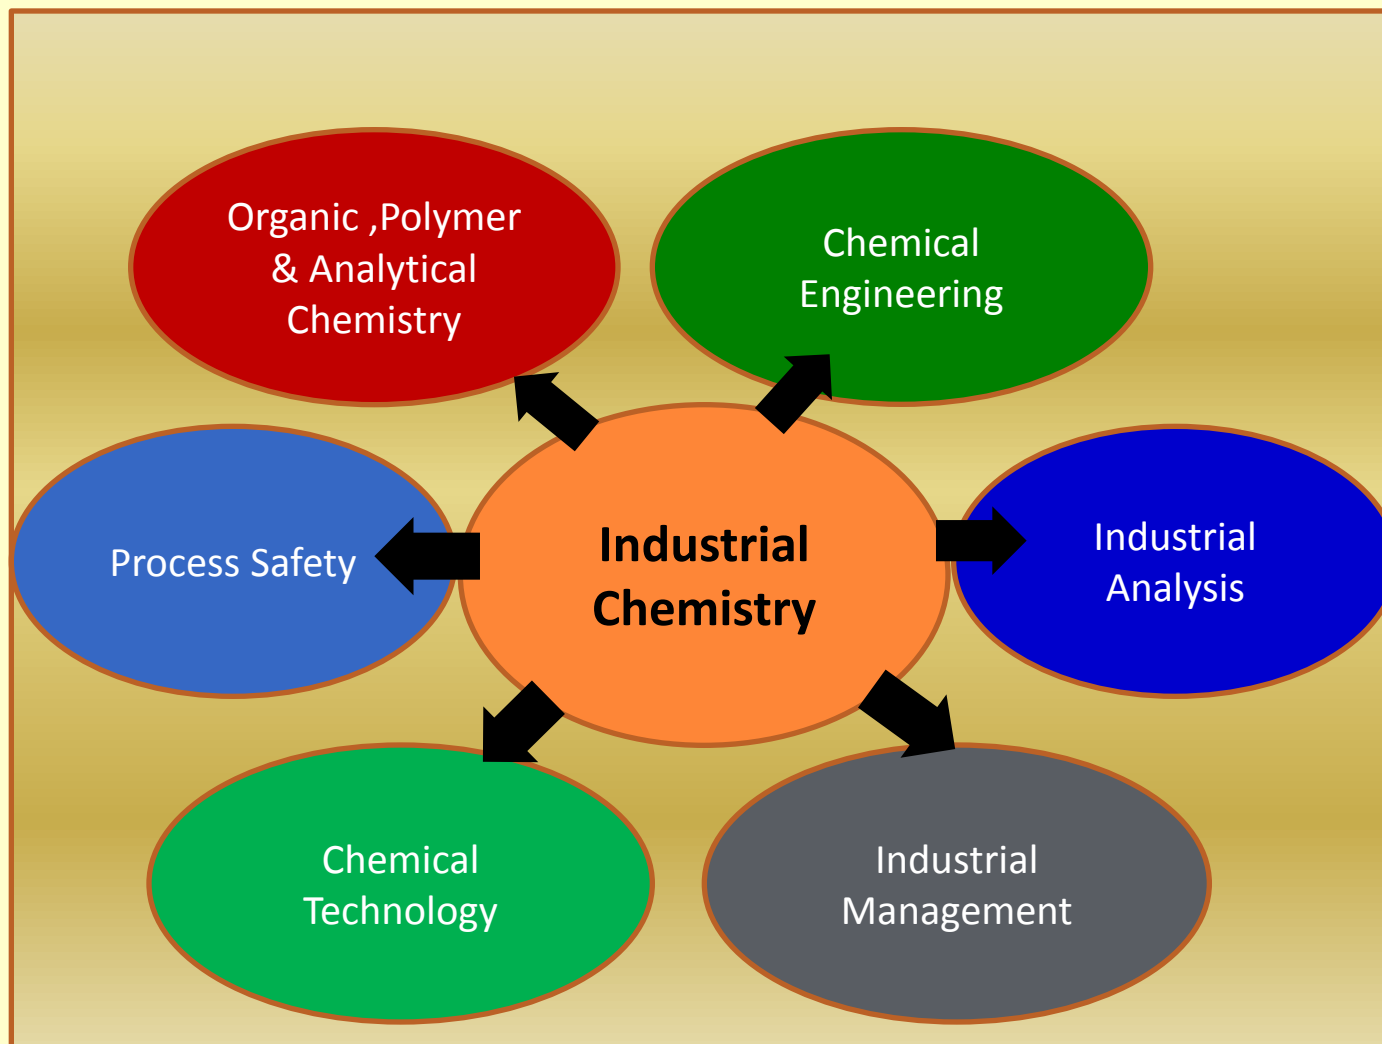 Organic ,Polymer
& Analytical
Chemistry
Chemical
Engineering
Process Safety
Industrial
Chemistry
Industrial
Analysis
Chemical
Technology
Industrial
Management